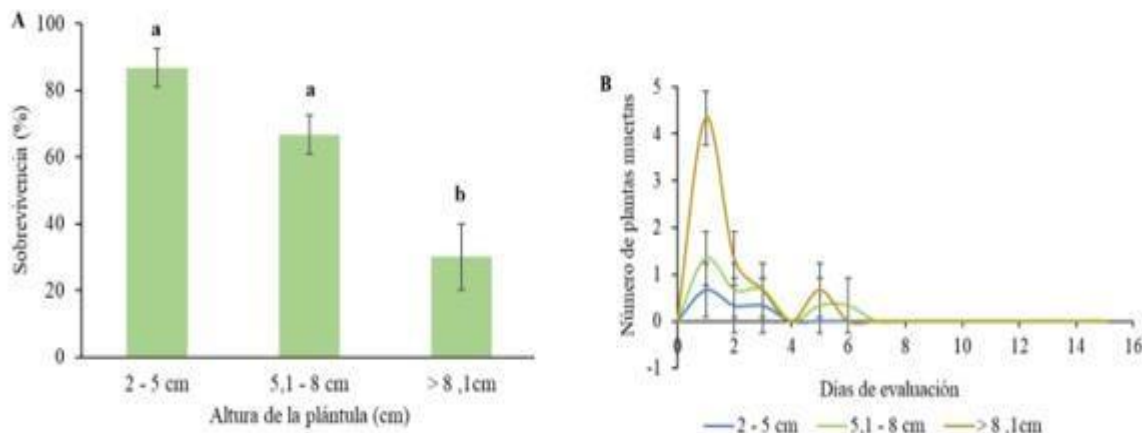 A
100
80
60
40
20
0
Sobrevivencia (%)
a
a
b
2 - 5 cm 5,1 - 8 cm > 8 ,1cm
Altura de la plántula (cm)
B
5
4
3
2
1
0
-1
Número de plantas muertas
0 2 4 6 8 10 12 14 16
Días de evaluación
2 - 5 cm 5,1 - 8 cm > 8 ,1cm